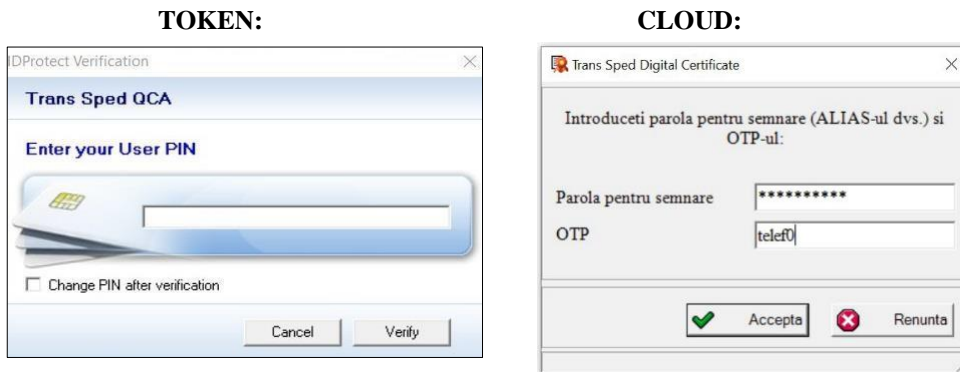 TOKEN:
IDProtect Verification
Trans Sped QCA
Enter your User PIN
Change PIN after verification
Cancel Verify
CLOUD:
Trans Sped Digital Certificate
Introduceti parola pentru semnare (ALIAS-ul dvs.) si
OTP-ul:
Parola pentru semnare **********
OTP telef0
Accepta Renunta